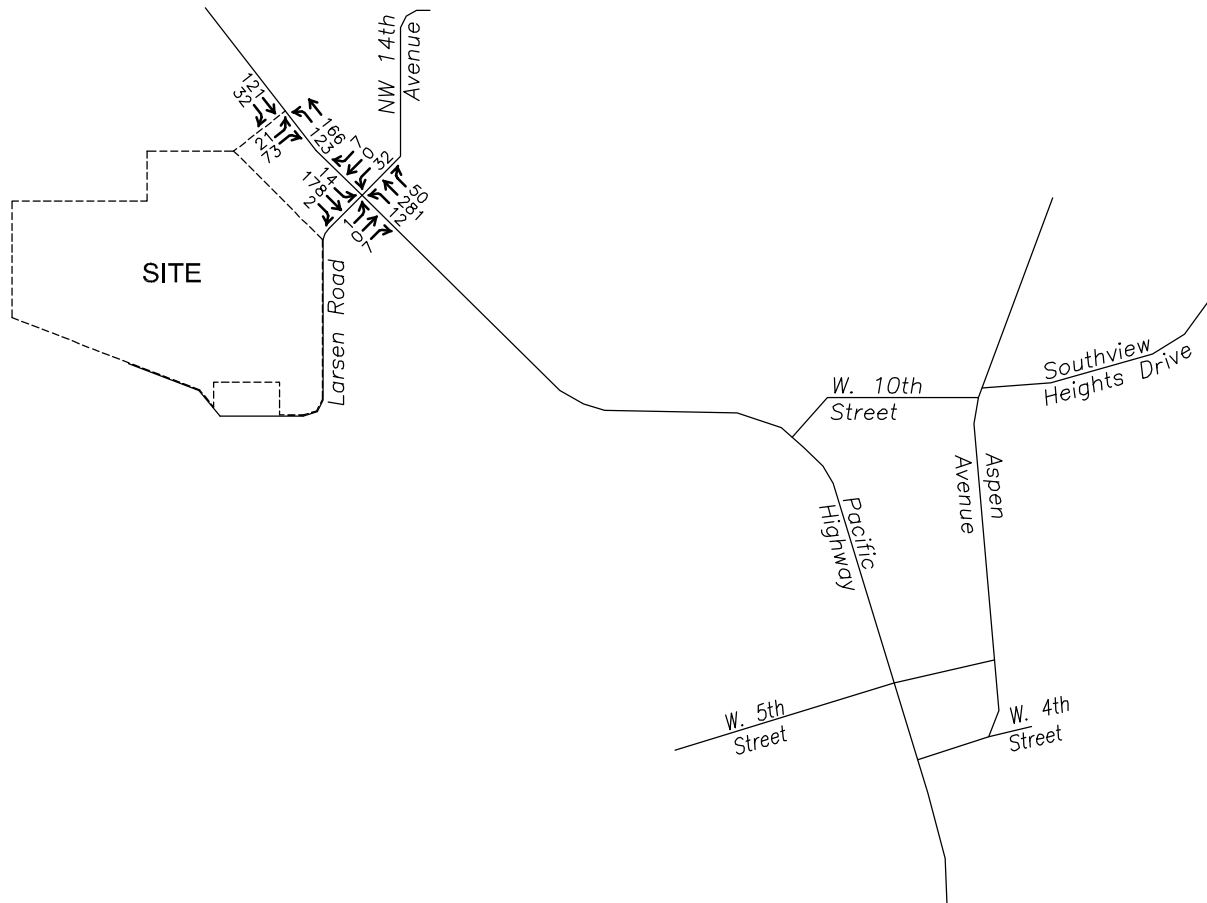 NW 14th
Avenue
121
32
166
123
21
73
7
0
32
14
178
2
50
281
12
1
0
7
SITE
Larsen Road
W. 10th
Street
Southview
Heights Drive
Aspen
Avenue
Pacific
Highway
W. 5th
Street
W. 4th
Street